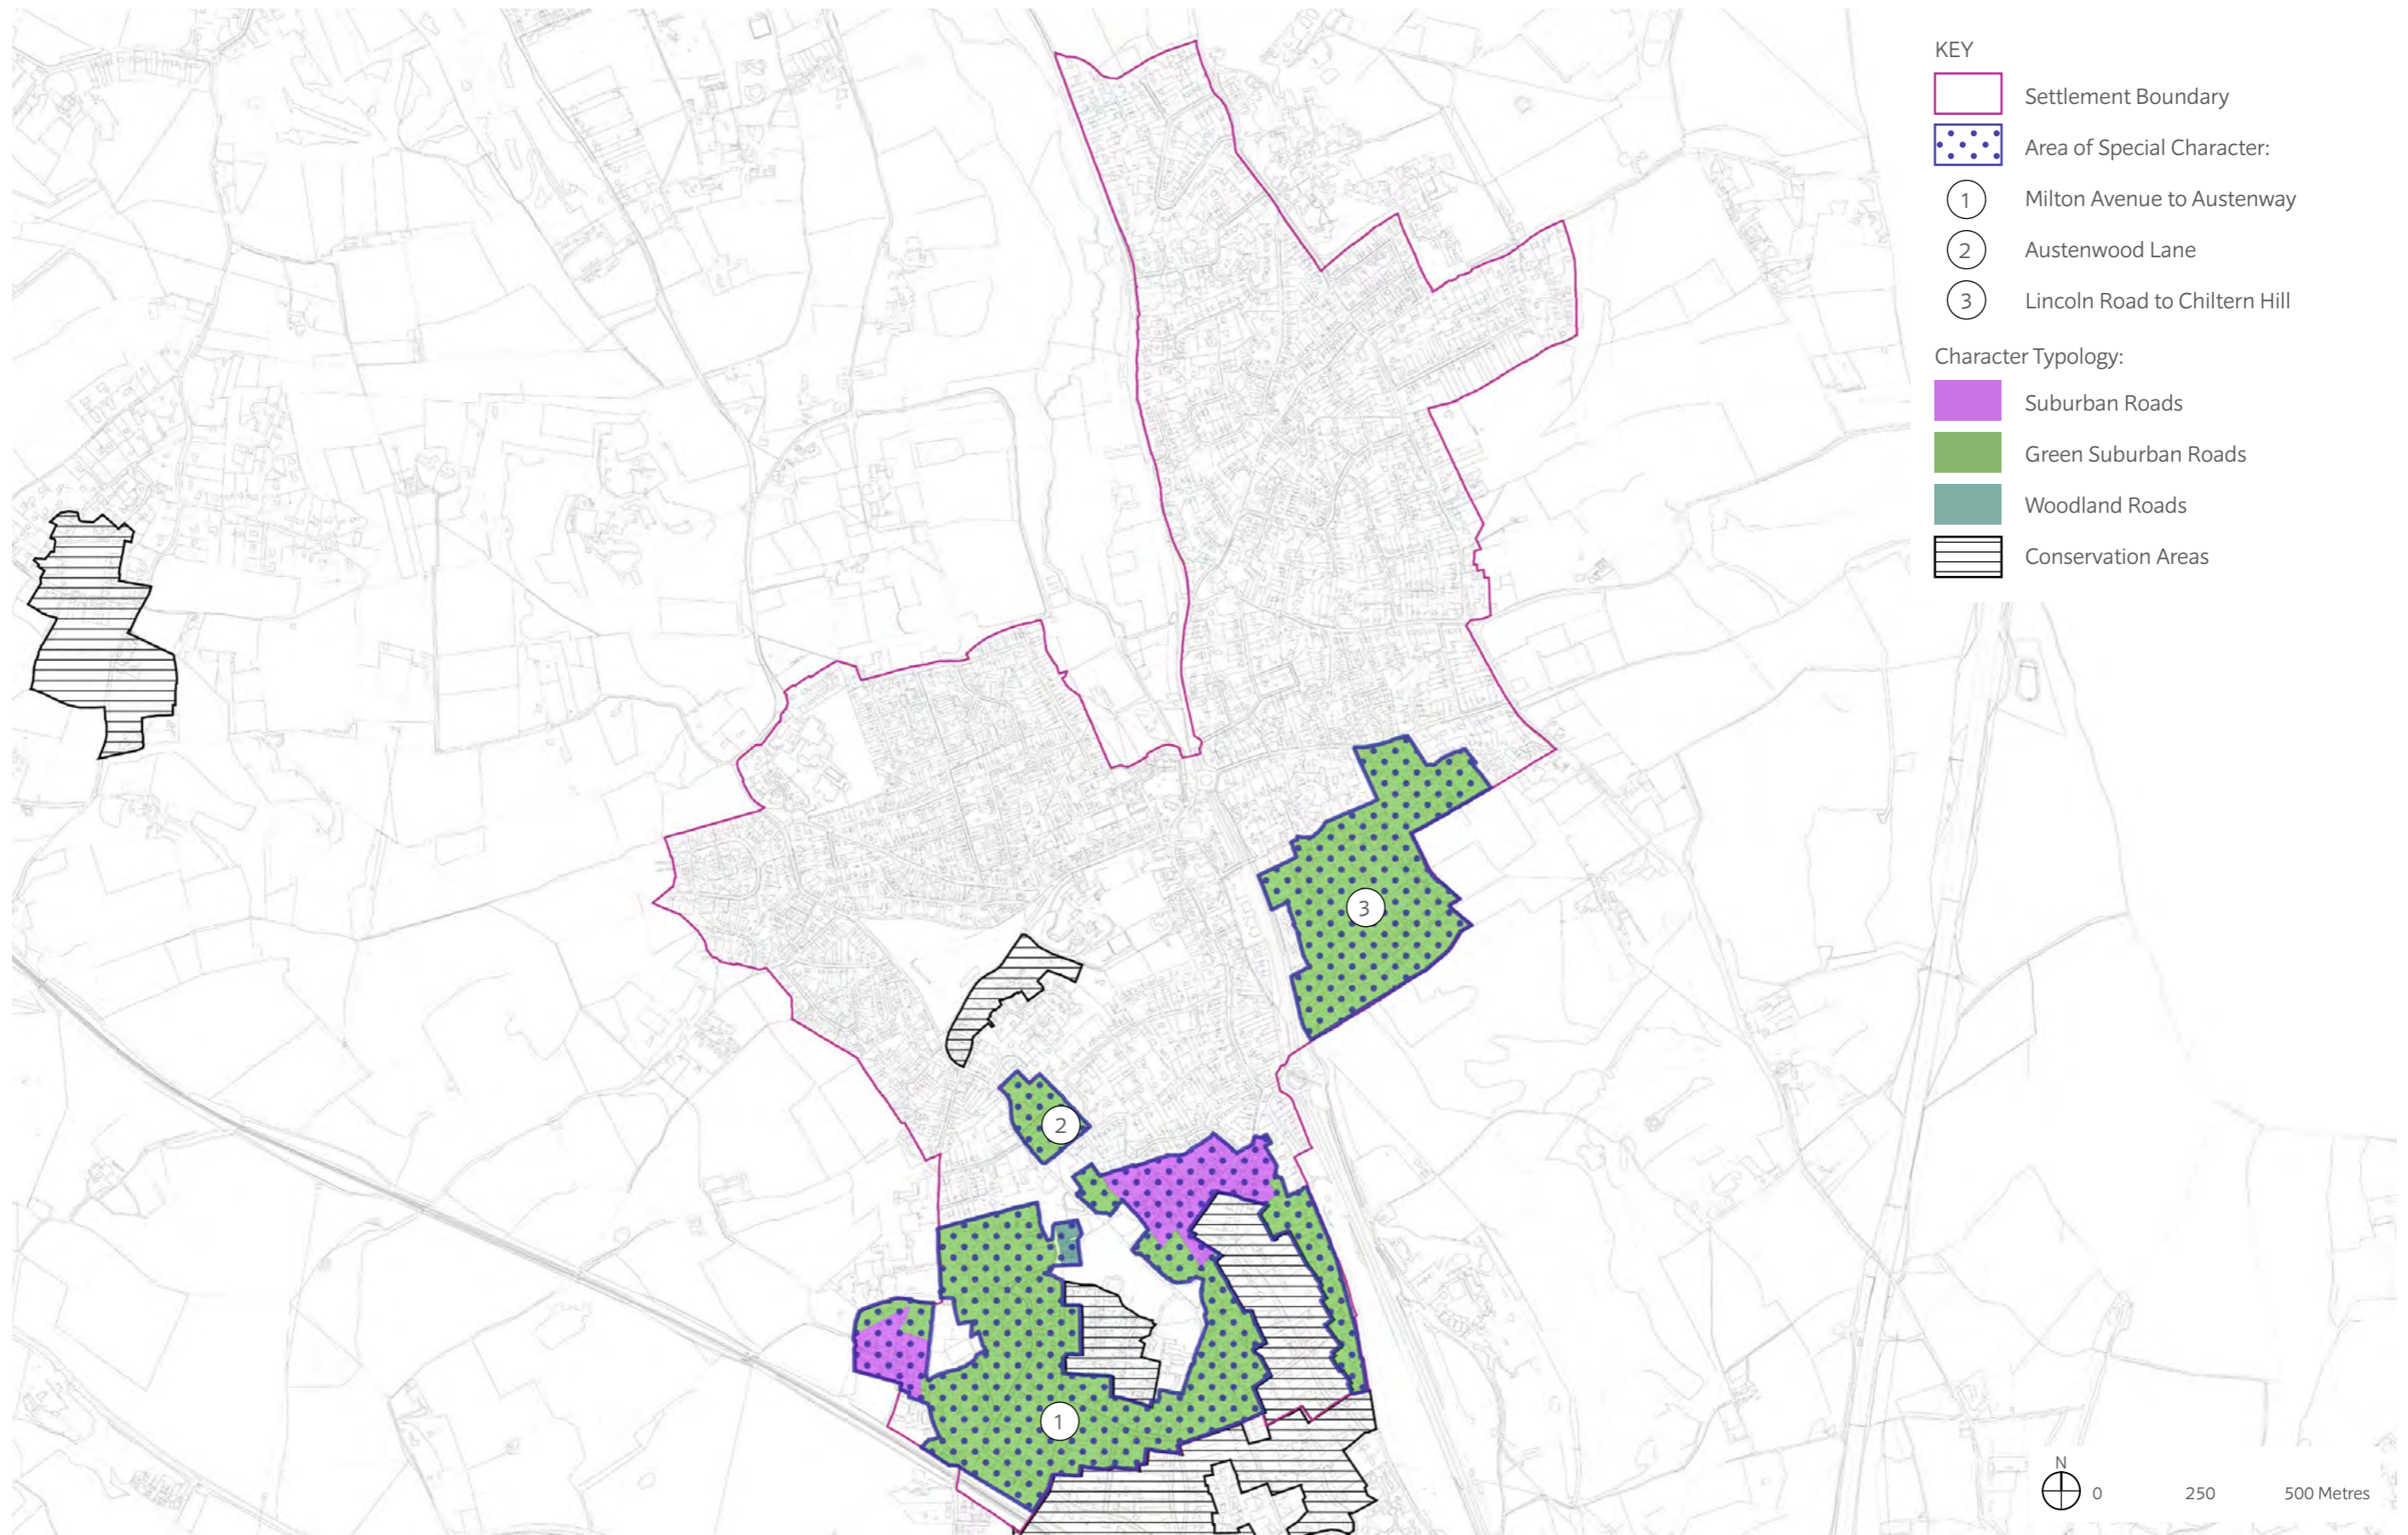 KEY
Settlement Boundary
Area of Special Character:
1 Milton Avenue to Austenway
2 Austenwood Lane
3 Lincoln Road to Chiltern Hill
Character Typology:
Suburban Roads
Green Suburban Roads
Woodland Roads
Conservation Areas
3
2
1
N
0 250 500 Metres